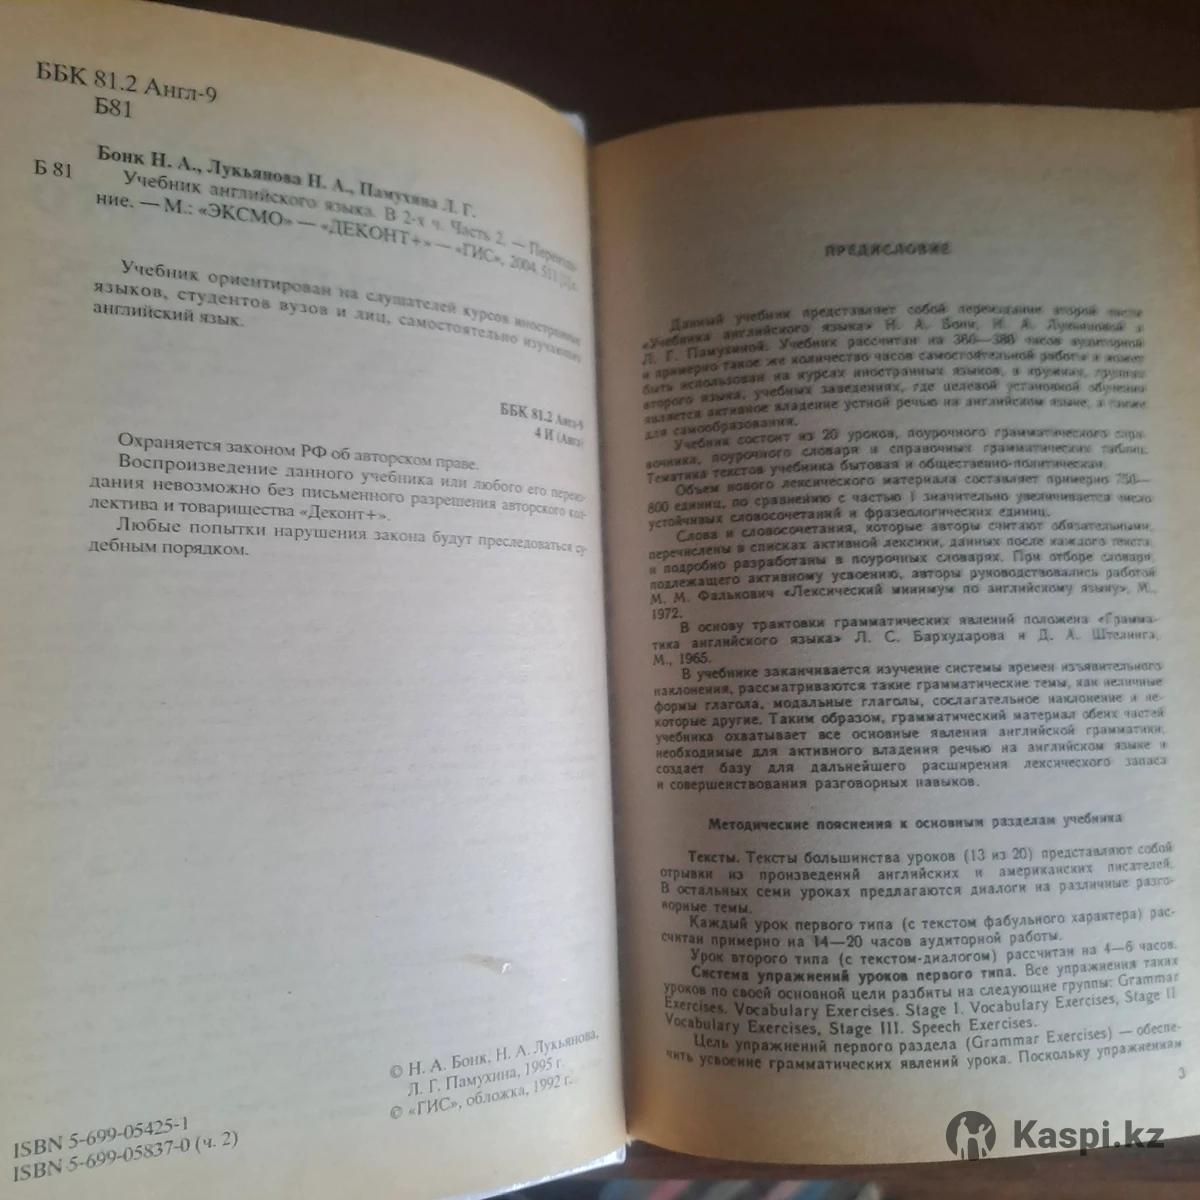 ББК 81.2 Англ-9
Б81
Б 81
Бонк Н. А., Лукьянова Н. А., Памухина Л. Г.
Учебник английского языка. В 2-х ч. Часть 2. — Переизда-
ние. — М.: «ЭКСМО» — «ДЕКОНТ+» — «ГИС», 2004. 511 [1] с.
Учебник ориентирован на слушателей курсов иностранных
языков, студентов вузов и лиц, самостоятельно изучающих
английский язык.
ББК 81.2 Англ-9
4 И (Англ)
Охраняется законом РФ об авторском праве.
Воспроизведение данного учебника или любого его переиз-
дания невозможно без письменного разрешения авторского кол-
лектива и товарищества «Деконт+».
Любые попытки нарушения закона будут преследоваться су-
дебным порядком.
© Н. А. Бонк, Н. А. Лукьянова,
Л. Г. Памухина, 1995 г.
© «ГИС», обложка, 1992 г.
ISBN 5-699-05425-1
ISBN 5-699-05837-0 (ч. 2)
ПРЕДИСЛОВИЕ
Данный учебник представляет собой переиздание второй части
«Учебника английского языка» Н. А. Бонк, Н. А. Лукьяновой и
Л. Г. Памухиной. Учебник рассчитан на 360—380 часов аудиторной
и примерно такое же количество часов самостоятельной работы и может
быть использован на курсах иностранных языков, в кружках, группах
второго языка, учебных заведениях, где целевой установкой обучения
является активное владение устной речью на английском языке, а также
для самообразования.
Учебник состоит из 20 уроков, поурочного грамматического спра-
вочника, поурочного словаря и справочных грамматических таблиц.
Тематика текстов учебника бытовая и общественно-политическая.
Объем нового лексического материала составляет примерно 750—
800 единиц, по сравнению с частью I значительно увеличивается число
устойчивых словосочетаний и фразеологических единиц.
Слова и словосочетания, которые авторы считают обязательными,
перечислены в списках активной лексики, данных после каждого текста,
и подробно разработаны в поурочных словарях. При отборе словаря,
подлежащего активному усвоению, авторы руководствовались работой
М. М. Фалькович «Лексический минимум по английскому языку», М.,
1972.
В основу трактовки грамматических явлений положена «Грамма-
тика английского языка» Л. С. Бархударова и Д. А. Штелинга,
М., 1965.
В учебнике заканчивается изучение системы времен изъявительного
наклонения, рассматриваются такие грамматические темы, как неличные
формы глагола, модальные глаголы, сослагательное наклонение и не-
которые другие. Таким образом, грамматический материал обеих частей
учебника охватывает все основные явления английской грамматики,
необходимые для активного владения речью на английском языке и
создает базу для дальнейшего расширения лексического запаса
и совершенствования разговорных навыков.
Методические пояснения к основным разделам учебника
Тексты. Тексты большинства уроков (13 из 20) представляют собой
отрывки из произведений английских и американских писателей.
В остальных семи уроках предлагаются диалоги на различные разго-
ворные темы.
Каждый урок первого типа (с текстом фабульного характера) рас-
считан примерно на 14—20 часов аудиторной работы.
Урок второго типа (с текстом-диалогом) рассчитан на 4—6 часов.
Система упражнений уроков первого типа. Все упражнения таких
уроков по своей основной цели разбиты на следующие группы: Grammar
Exercises. Vocabulary Exercises. Stage I. Vocabulary Exercises, Stage II
Vocabulary Exercises, Stage III. Speech Exercises.
Цель упражнений первого раздела (Grammar Exercises) — обеспе-
чить усвоение грамматических явлений урока. Поскольку упражнениям
3
Kaspi.kz